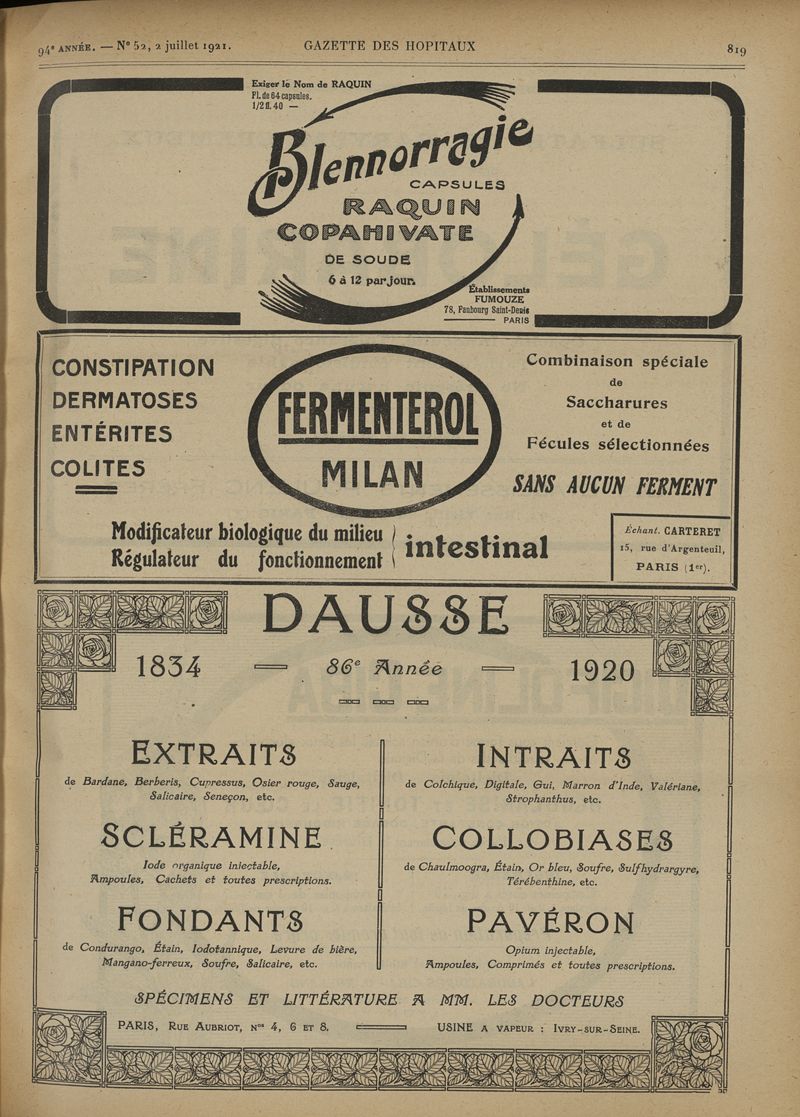 94e ANNÉE. — No 52, 2 juillet 1921.
GAZETTE DES HOPITAUX
819
Exiger le Nom de RAQUIN
Fl. de 64 capsules.
1/2 fl. 40 —
Blennorragie
CAPSULES
RAQUIN
COPAHIVATE
DE SOUDE
6 à 12 par Jour.
Établissements
FUMOUZE
78, Faubourg Saint-Denis
PARIS
CONSTIPATION
DERMATOSES
ENTÉRITES
COLITES
FERMENTEROL
MILAN
Combinaison spéciale
de
Saccharures
et de
Fécules sélectionnées
SANS AUCUN FERMENT
Modificateur biologique du milieu
Régulateur du fonctionnement
intestinal
Échant. CARTERET
15, rue d'Argenteuil,
PARIS (1er).
DAUSSE
1834 — 86e Année — 1920
EXTRAITS
de Bardane, Berberis, Cupressus, Osier rouge, Sauge,
Salicaire, Seneçon, etc.
SCLÉRAMINE
Iode organique injectable,
Ampoules, Cachets et toutes prescriptions.
FONDANTS
de Condurango, Étain, Iodotannique, Levure de bière,
Mangano-ferreux, Soufre, Salicaire, etc.
INTRAITS
de Colchique, Digitale, Gui, Marron d'Inde, Valériane,
Strophanthus, etc.
COLLOBIASES
de Chaulmoogra, Étain, Or bleu, Soufre, Sulfhydrargyre,
Térébenthine, etc.
PAVÉRON
Opium injectable,
Ampoules, Comprimés et toutes prescriptions.
SPÉCIMENS ET LITTÉRATURE A MM. LES DOCTEURS
PARIS, RUE AUBRIOT, Nos 4, 6 ET 8.
USINE A VAPEUR : IVRY-SUR-SEINE.